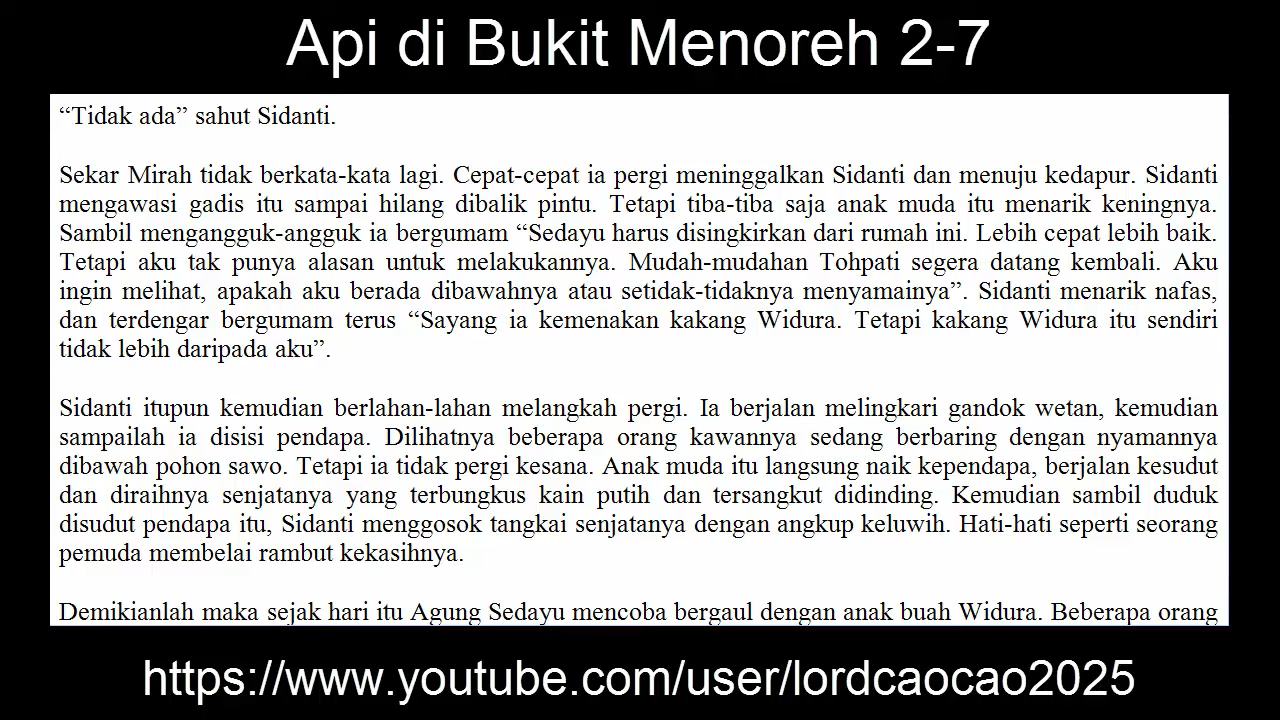 Api di Bukit Menoreh 2-7
“Tidak ada” sahut Sidanti.
Sekar Mirah tidak berkata-kata lagi. Cepat-cepat ia pergi meninggalkan Sidanti dan menuju kedapur. Sidanti
mengawasi gadis itu sampai hilang dibalik pintu. Tetapi tiba-tiba saja anak muda itu menarik keningnya.
Sambil mengangguk-angguk ia bergumam “Sedayu harus disingkirkan dari rumah ini. Lebih cepat lebih baik.
Tetapi aku tak punya alasan untuk melakukannya. Mudah-mudahan Tohpati segera datang kembali. Aku
ingin melihat, apakah aku berada dibawahnya atau setidak-tidaknya menyamainya”. Sidanti menarik nafas,
dan terdengar bergumam terus “Sayang ia kemenakan kakang Widura. Tetapi kakang Widura itu sendiri
tidak lebih daripada aku”.
Sidanti itupun kemudian berlahan-lahan melangkah pergi. Ia berjalan melingkari gandok wetan, kemudian
sampailah ia disisi pendapa. Dilihatnya beberapa orang kawannya sedang berbaring dengan nyamannya
dibawah pohon sawo. Tetapi ia tidak pergi kesana. Anak muda itu langsung naik kependapa, berjalan kesudut
dan diraihnya senjatanya yang terbungkus kain putih dan tersangkut didinding. Kemudian sambil duduk
disudut pendapa itu, Sidanti menggosok tangkai senjatanya dengan angkup keluwih. Hati-hati seperti seorang
pemuda membelai rambut kekasihnya.
Demikianlah maka sejak hari itu Agung Sedayu mencoba bergaul dengan anak buah Widura. Beberapa orang
https://www.youtube.com/user/lordcaocao2025